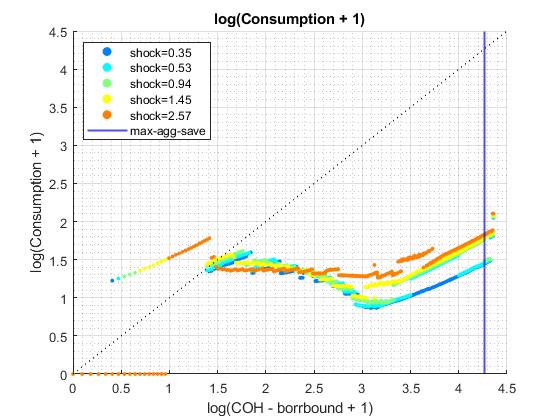 log(Consumption + 1)
4.5
4
3.5
3
2.5
2
1.5
1
0.5
0
log(Consumption + 1)
shock=0.35
shock=0.53
shock=0.94
shock=1.45
shock=2.57
max-agg-save
0 0.5 1 1.5 2 2.5 3 3.5 4 4.5
log(COH - borrbound + 1)